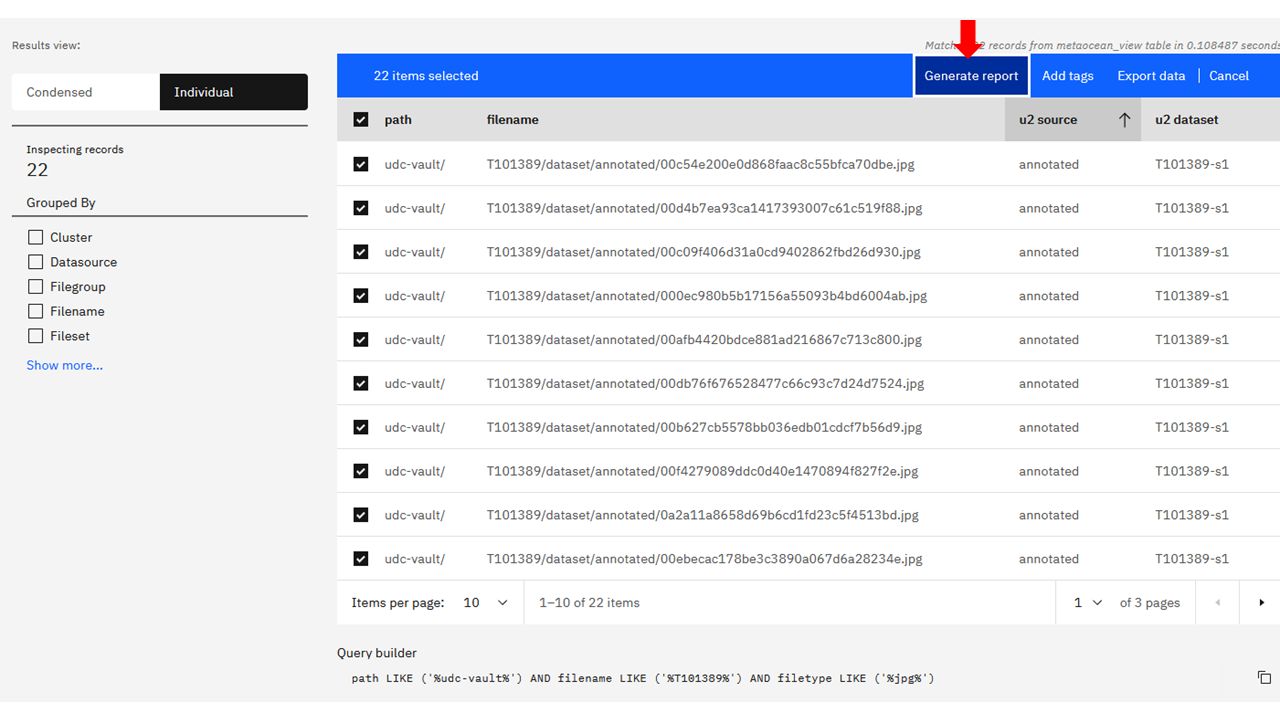 Results view:
Match 22 records from metaocean_view table in 0.108487 seconds
Condensed Individual
22 items selected Generate report Add tags Export data Cancel
Inspecting records
22
Grouped By
Cluster
Datasource
Filegroup
Filename
Fileset
Show more...
path filename u2 source u2 dataset
udc-vault/ T101389/dataset/annotated/00c54e200e0d868faac8c55bfca70dbe.jpg annotated T101389-s1
udc-vault/ T101389/dataset/annotated/00d4b7ea93ca1417393007c61c519f88.jpg annotated T101389-s1
udc-vault/ T101389/dataset/annotated/00c09f406d31a0cd9402862fbd26d930.jpg annotated T101389-s1
udc-vault/ T101389/dataset/annotated/000ec980b5b17156a55093b4bd6004ab.jpg annotated T101389-s1
udc-vault/ T101389/dataset/annotated/00afb4420bdce881ad216867c713c800.jpg annotated T101389-s1
udc-vault/ T101389/dataset/annotated/00db76f676528477c66c93c7d24d7524.jpg annotated T101389-s1
udc-vault/ T101389/dataset/annotated/00b627cb5578bb036edb01cdcf7b56d9.jpg annotated T101389-s1
udc-vault/ T101389/dataset/annotated/00f4279089ddc0d40e1470894f827f2e.jpg annotated T101389-s1
udc-vault/ T101389/dataset/annotated/0a2a11a8658d69b6cd1fd23c5f4513bd.jpg annotated T101389-s1
udc-vault/ T101389/dataset/annotated/00ebecac178be3c3890a067d6a28234e.jpg annotated T101389-s1
Items per page: 10 1–10 of 22 items 1 of 3 pages
Query builder
path LIKE ('%udc-vault%') AND filename LIKE ('%T101389%') AND filetype LIKE ('%jpg%')